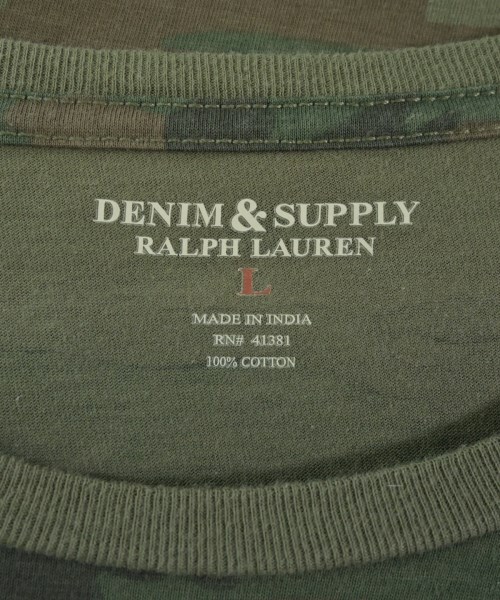 DENIM & SUPPLY
RALPH LAUREN
L
MADE IN INDIA
RN# 41381
100% COTTON